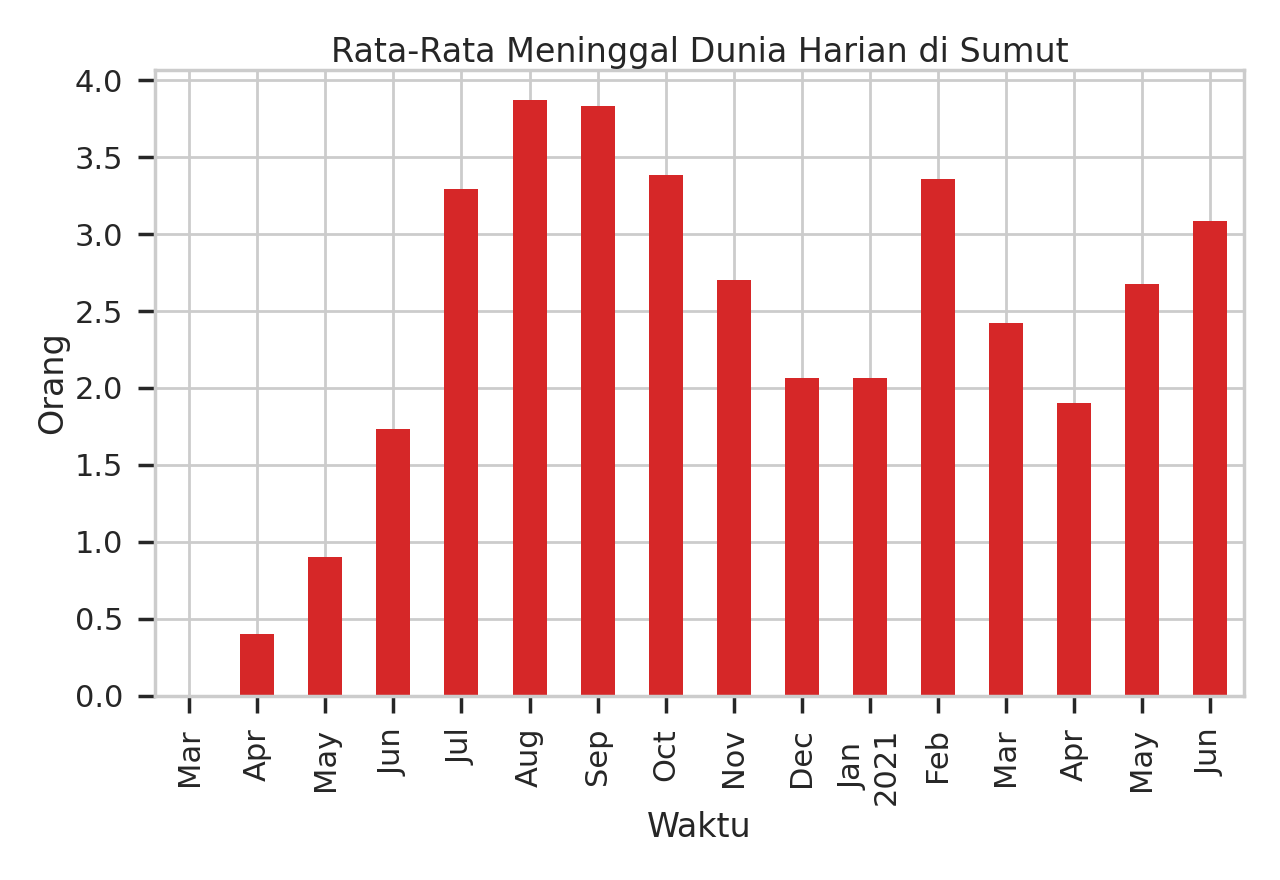 Rata-Rata Meninggal Dunia Harian di Sumut
4.0
3.5
3.0
2.5
2.0
1.5
1.0
0.5
0.0
Orang
Mar
Apr
May
Jun
Jul
Aug
Sep
Oct
Nov
Dec
Jan
2021
Feb
Mar
Apr
May
Jun
Waktu